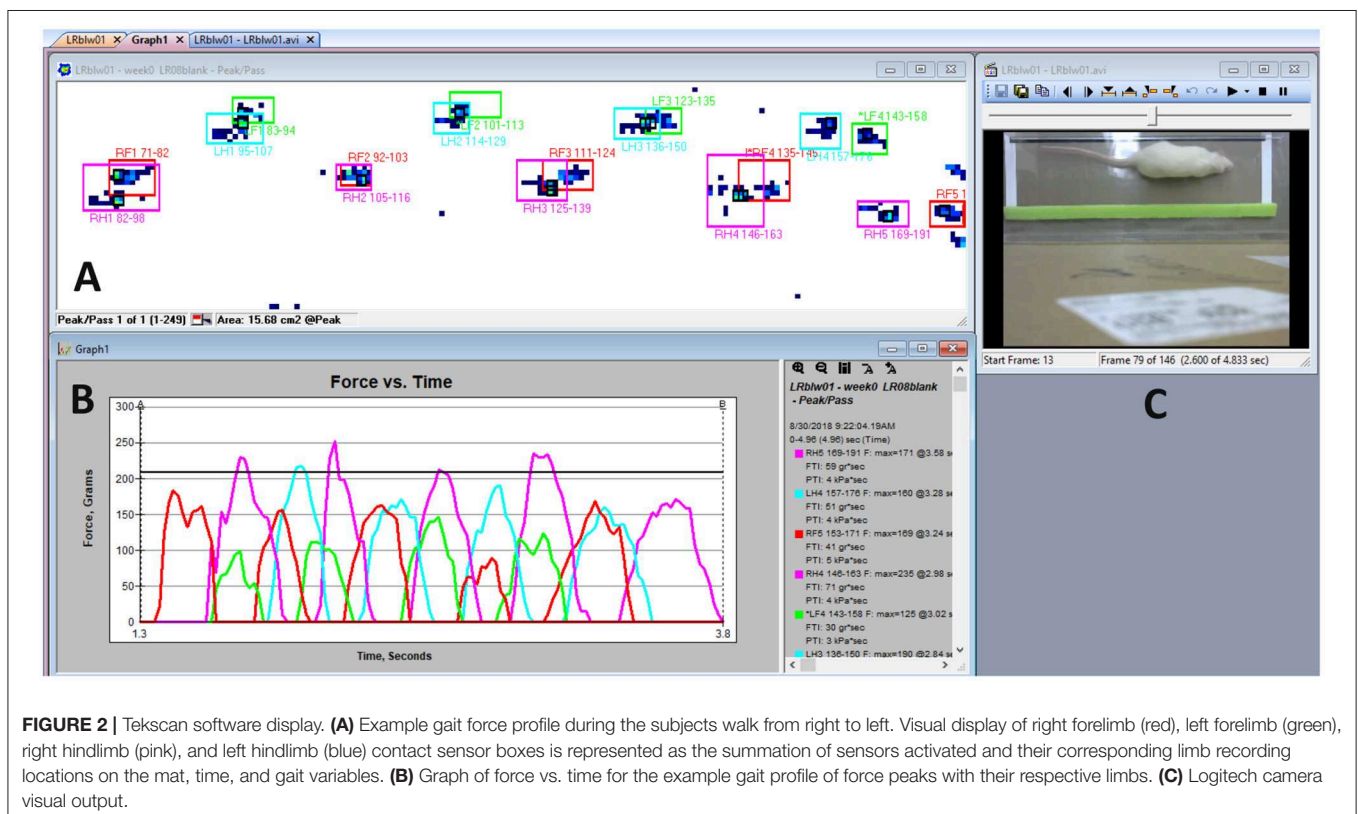 LRblw01 × Graph1 × LRblw01 - LRblw01.avi ×
LRblw01 - week0 LR08blank - Peak/Pass
LF1 83-94
LH1 95-107
LF2 101-113
LH2 114-129
LF3 123-135
LH3 136-150
*LF4 143-158
LH4 157-176
RF1 71-82
RH1 82-98
RF2 92-103
RH2 105-116
RF3 111-124
RH3 125-139
RH4 146-163
RH5 169-191
A
Peak/Pass 1 of 1 (1-249) Area: 15.68 cm2 @Peak
LRblw01 - LRblw01.avi
Start Frame: 13 Frame 79 of 146 (2.600 of 4.833 sec)
C
Graph1
B
Force vs. Time
A B
300
250
200
150
100
50
0
1.3 3.8
Force, Grams
Time, Seconds
LRblw01 - week0 LR08blank
- Peak/Pass
8/30/2018 9:22:04.19AM
0-4.96 (4.96) sec (Time)
RH5 169-191 F: max=171 @3.58
FTI: 59 gr*sec
PTI: 4 kPa*sec
LH4 157-176 F: max=160 @3.28
FTI: 51 gr*sec
PTI: 4 kPa*sec
RF5 153-171 F: max=169 @3.24
FTI: 41 gr*sec
PTI: 5 kPa*sec
RH4 146-163 F: max=235 @2.98
FTI: 71 gr*sec
PTI: 4 kPa*sec
*LF4 143-158 F: max=125 @3.02
FTI: 30 gr*sec
PTI: 3 kPa*sec
LH3 136-150 F: max=190 @2.84
FIGURE 2 | Tekscan software display. (A) Example gait force profile during the subjects walk from right to left. Visual display of right forelimb (red), left forelimb (green),
right hindlimb (pink), and left hindlimb (blue) contact sensor boxes is represented as the summation of sensors activated and their corresponding limb recording
locations on the mat, time, and gait variables. (B) Graph of force vs. time for the example gait profile of force peaks with their respective limbs. (C) Logitech camera
visual output.